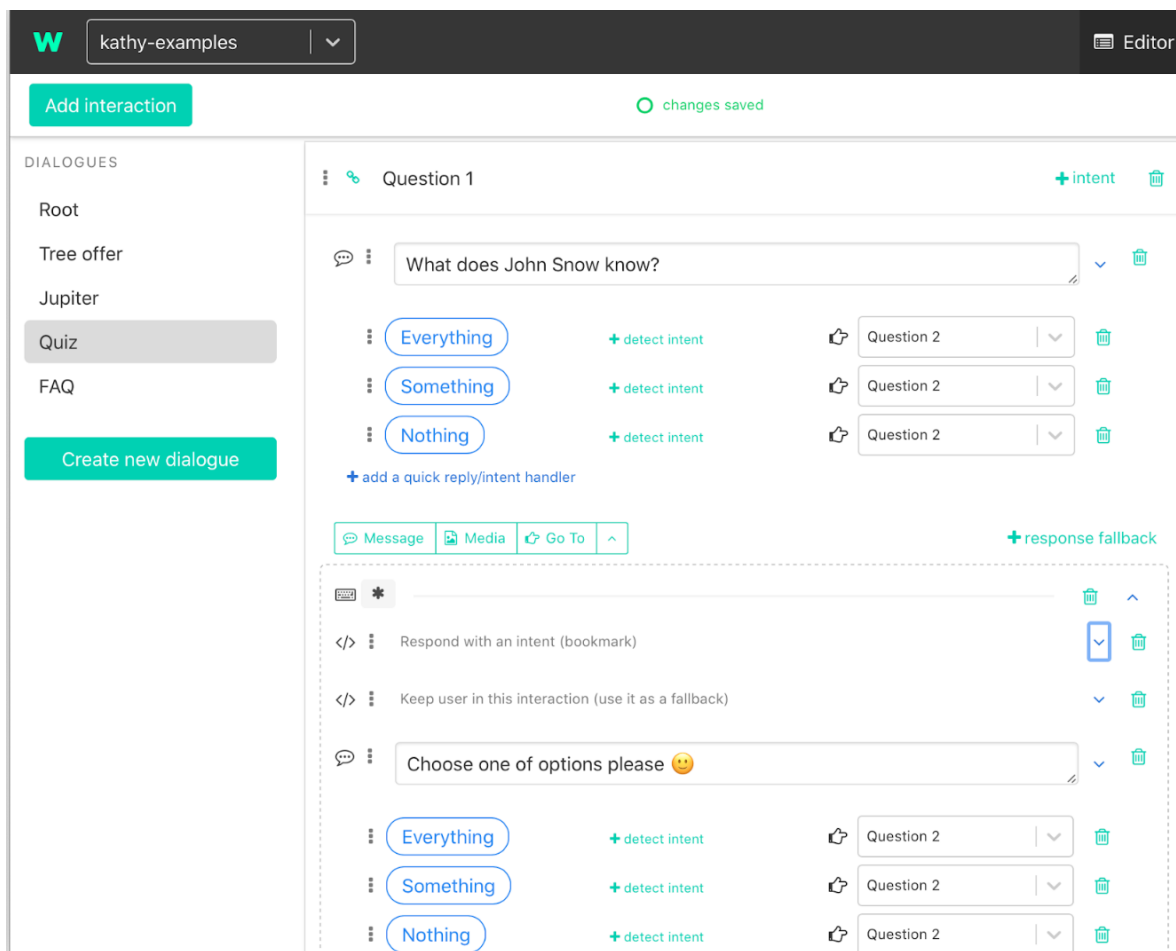 W kathy-examples Editor
Add interaction changes saved
DIALOGUES
Root
Tree offer
Jupiter
Quiz
FAQ
Create new dialogue
Question 1 +intent
What does John Snow know?
Everything + detect intent Question 2
Something + detect intent Question 2
Nothing + detect intent Question 2
+ add a quick reply/intent handler
Message Media Go To +response fallback
*
</> Respond with an intent (bookmark)
</> Keep user in this interaction (use it as a fallback)
Choose one of options please 🙂
Everything + detect intent Question 2
Something + detect intent Question 2
Nothing + detect intent Question 2